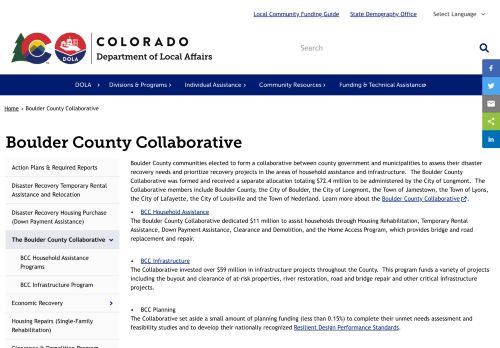 Local Community Funding Guide
State Demography Office
Select Language
COLORADO
Department of Local Affairs
DOLA
Search
DOLA
Divisions & Programs
Individual Assistance
Community Resources
Funding & Technical Assistance
Home > Boulder County Collaborative
Boulder County Collaborative
Action Plans & Required Reports
Disaster Recovery Temporary Rental
Assistance and Relocation
Disaster Recovery Housing Purchase
(Down Payment Assistance)
The Boulder County Collaborative
BCC Household Assistance
Programs
BCC Infrastructure Program
Economic Recovery
Housing Repairs (Single-Family
Rehabilitation)
Clearance & Demolition Program
Boulder County communities elected to form a collaborative between county government and municipalities to assess their disaster
recovery needs and prioritize recovery projects in the areas of household assistance and infrastructure. The Boulder County
Collaborative was formed and received a separate allocation totaling $72.4 million to be administered by the City of Longmont. The
Collaborative members include Boulder County, the City of Boulder, the City of Longmont, the Town of Jamestown, the Town of Lyons,
the City of Lafayette, the City of Louisville and the Town of Nederland. Learn more about the Boulder County Collaborative.
• BCC Household Assistance
The Boulder County Collaborative dedicated $11 million to assist households through Housing Rehabilitation, Temporary Rental
Assistance, Down Payment Assistance, Clearance and Demolition, and the Home Access Program, which provides bridge and road
replacement and repair.
• BCC Infrastructure
The Collaborative invested over $59 million in infrastructure projects throughout the County. This program funds a variety of projects
including the buyout and clearance of at-risk properties, river restoration, road and bridge repair and other critical infrastructure
projects.
• BCC Planning
The Collaborative set aside a small amount of planning funding (less than 0.15%) to complete their unmet needs assessment and
feasibility studies and to develop their nationally recognized Resilient Design Performance Standards.